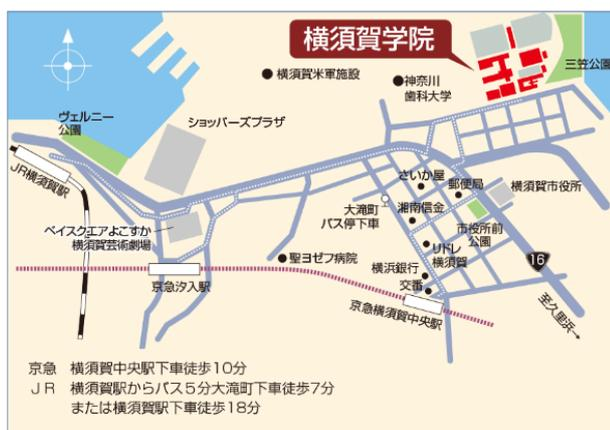 横須賀学院
三笠公園
横須賀米軍施設
神奈川
歯科大学
ヴェルニー
公園
ショッパーズプラザ
JR横須賀駅
さいか屋
郵便局
横須賀市役所
大滝町
バス停下車
湘南信金
市役所前
公園
ベイスクエアよこすか
横須賀芸術劇場
リドレ
横須賀
聖ヨゼフ病院
横浜銀行
交番
16
京急汐入駅
京急横須賀中央駅
至久里浜→
京急 横須賀中央駅下車徒歩10分
JR 横須賀駅からバス5分大滝町下車徒歩7分
または横須賀駅下車徒歩18分